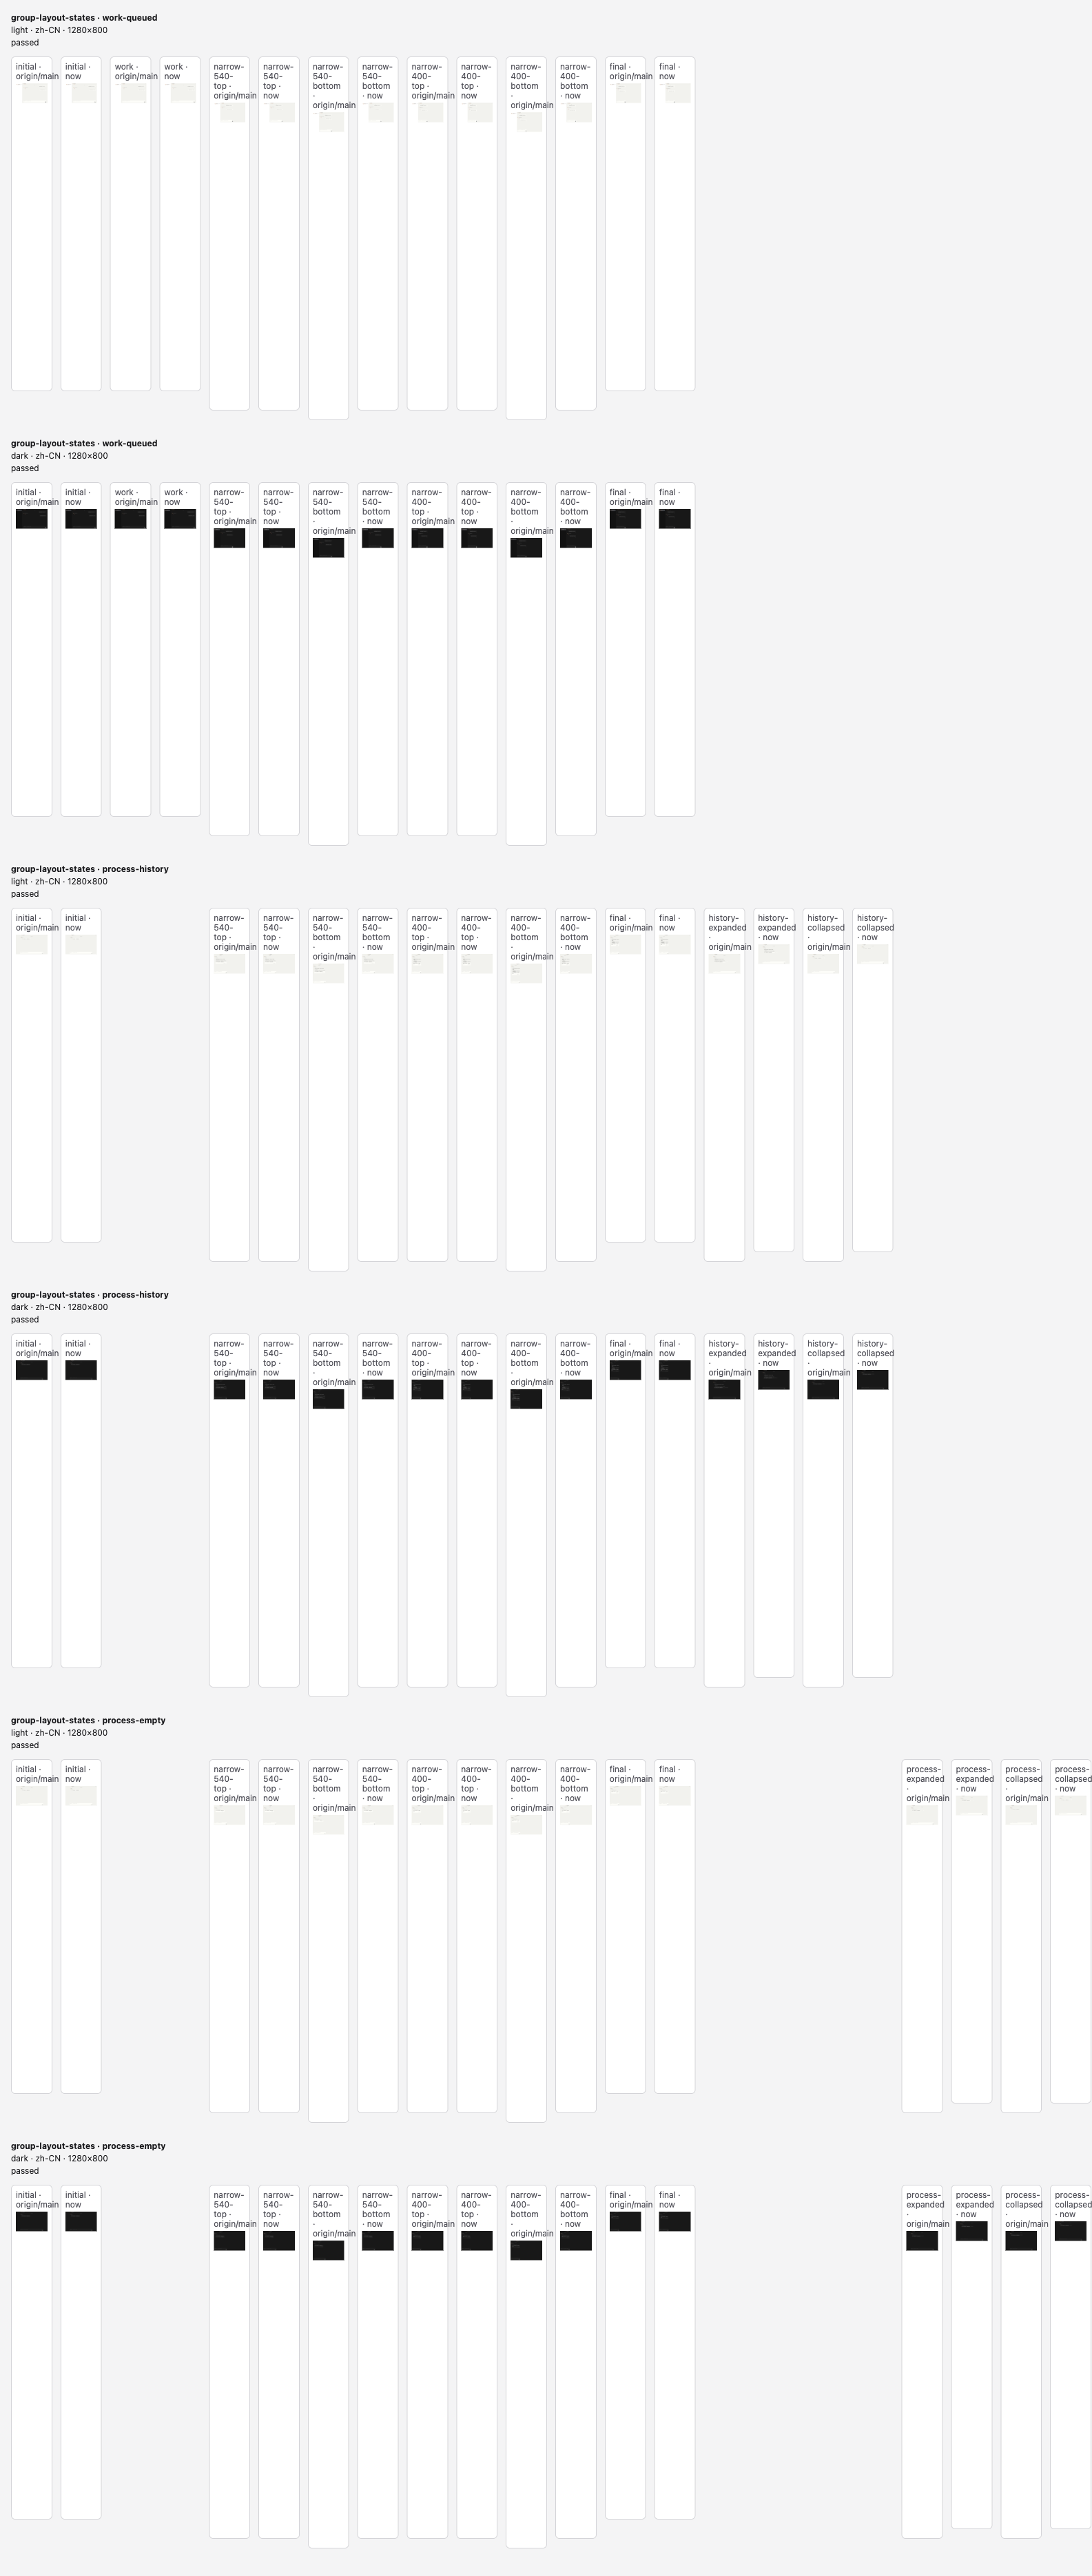 group-layout-states · work-queued
light · zh-CN · 1280×800
passed
initial ·
origin/main
initial ·
now
work ·
origin/main
work ·
now
narrow-
540-
top ·
origin/main
narrow-
540-
top ·
now
narrow-
540-
bottom
·
origin/main
narrow-
540-
bottom
· now
narrow-
400-
top ·
origin/main
narrow-
400-
top ·
now
narrow-
400-
bottom
·
origin/main
narrow-
400-
bottom
· now
final ·
origin/main
final ·
now
group-layout-states · work-queued
dark · zh-CN · 1280×800
passed
initial ·
origin/main
initial ·
now
work ·
origin/main
work ·
now
narrow-
540-
top ·
origin/main
narrow-
540-
top ·
now
narrow-
540-
bottom
·
origin/main
narrow-
540-
bottom
· now
narrow-
400-
top ·
origin/main
narrow-
400-
top ·
now
narrow-
400-
bottom
·
origin/main
narrow-
400-
bottom
· now
final ·
origin/main
final ·
now
group-layout-states · process-history
light · zh-CN · 1280×800
passed
initial ·
origin/main
initial ·
now
narrow-
540-
top ·
origin/main
narrow-
540-
top ·
now
narrow-
540-
bottom
·
origin/main
narrow-
540-
bottom
· now
narrow-
400-
top ·
origin/main
narrow-
400-
top ·
now
narrow-
400-
bottom
·
origin/main
narrow-
400-
bottom
· now
final ·
origin/main
final ·
now
history-
expanded
·
origin/main
history-
expanded
· now
history-
collapsed
·
origin/main
history-
collapsed
· now
group-layout-states · process-history
dark · zh-CN · 1280×800
passed
initial ·
origin/main
initial ·
now
narrow-
540-
top ·
origin/main
narrow-
540-
top ·
now
narrow-
540-
bottom
·
origin/main
narrow-
540-
bottom
· now
narrow-
400-
top ·
origin/main
narrow-
400-
top ·
now
narrow-
400-
bottom
·
origin/main
narrow-
400-
bottom
· now
final ·
origin/main
final ·
now
history-
expanded
·
origin/main
history-
expanded
· now
history-
collapsed
·
origin/main
history-
collapsed
· now
group-layout-states · process-empty
light · zh-CN · 1280×800
passed
initial ·
origin/main
initial ·
now
narrow-
540-
top ·
origin/main
narrow-
540-
top ·
now
narrow-
540-
bottom
·
origin/main
narrow-
540-
bottom
· now
narrow-
400-
top ·
origin/main
narrow-
400-
top ·
now
narrow-
400-
bottom
·
origin/main
narrow-
400-
bottom
· now
final ·
origin/main
final ·
now
process-
expanded
·
origin/main
process-
expanded
· now
process-
collapsed
·
origin/main
process-
collapsed
· now
group-layout-states · process-empty
dark · zh-CN · 1280×800
passed
initial ·
origin/main
initial ·
now
narrow-
540-
top ·
origin/main
narrow-
540-
top ·
now
narrow-
540-
bottom
·
origin/main
narrow-
540-
bottom
· now
narrow-
400-
top ·
origin/main
narrow-
400-
top ·
now
narrow-
400-
bottom
·
origin/main
narrow-
400-
bottom
· now
final ·
origin/main
final ·
now
process-
expanded
·
origin/main
process-
expanded
· now
process-
collapsed
·
origin/main
process-
collapsed
· now